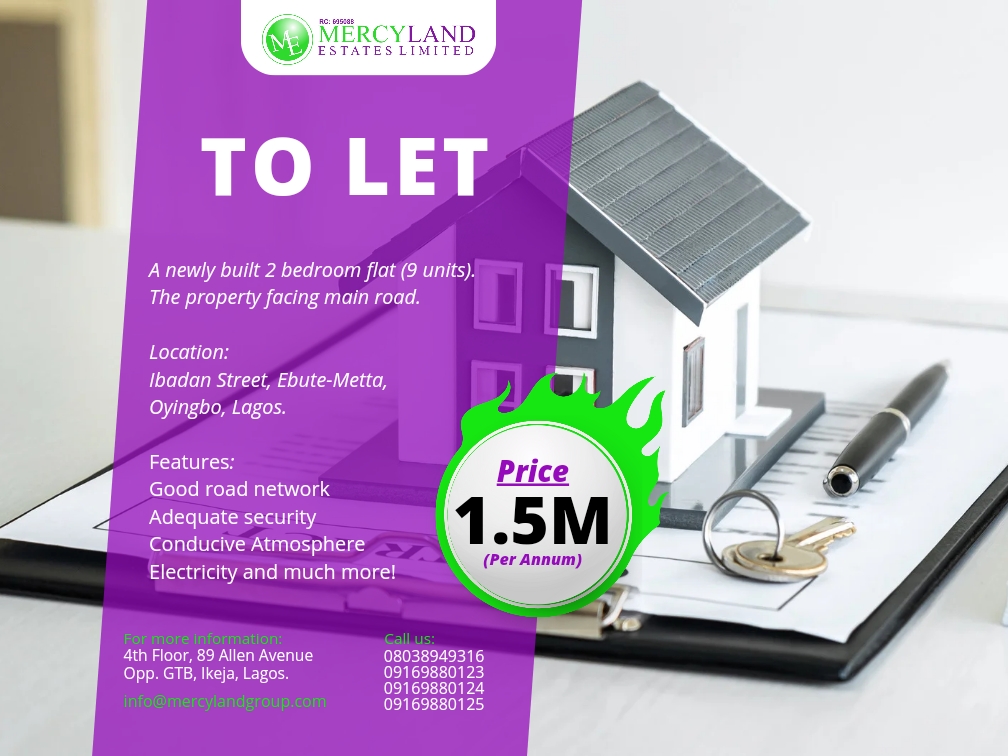 RC: 695088
ME
MERCYLAND
ESTATES LIMITED
TO LET
A newly built 2 bedroom flat (9 units).
The property facing main road.
Location:
Ibadan Street, Ebute-Metta,
Oyingbo, Lagos.
Features:
Good road network
Adequate security
Conducive Atmosphere
Electricity and much more!
Price
1.5M
(Per Annum)
For more information:
4th Floor, 89 Allen Avenue
Opp. GTB, Ikeja, Lagos.
info@mercylandgroup.com
Call us:
08038949316
09169880123
09169880124
09169880125